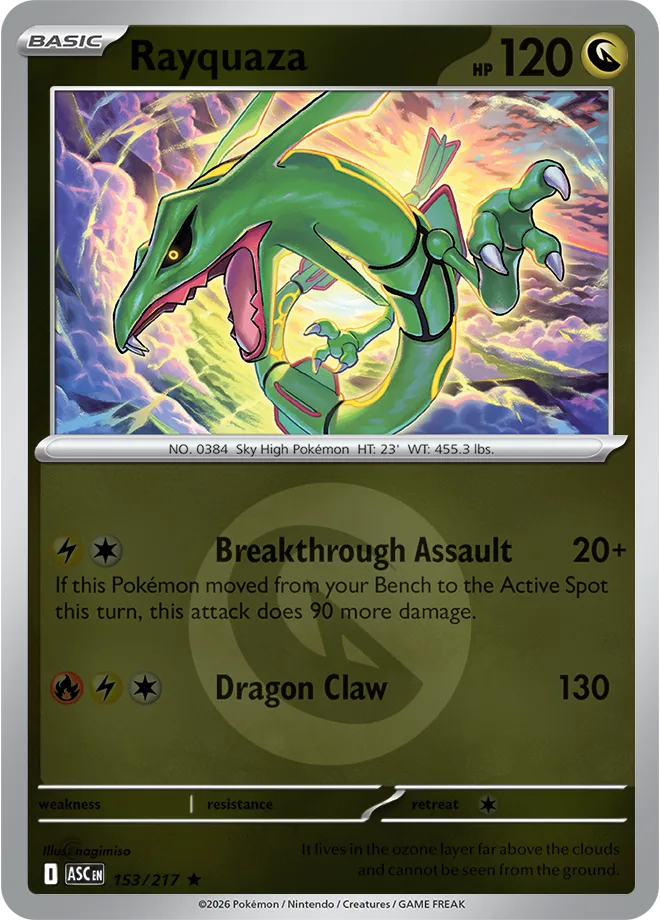 BASIC
Rayquaza
HP 120
NO. 0384 Sky High Pokémon HT: 23' WT: 455.3 lbs.
Breakthrough Assault 20+
If this Pokémon moved from your Bench to the Active Spot
this turn, this attack does 90 more damage.
Dragon Claw 130
weakness resistance retreat
Illus. nagimiso
It lives in the ozone layer far above the clouds
and cannot be seen from the ground.
I ASC EN 153/217 ★
©2026 Pokémon / Nintendo / Creatures / GAME FREAK